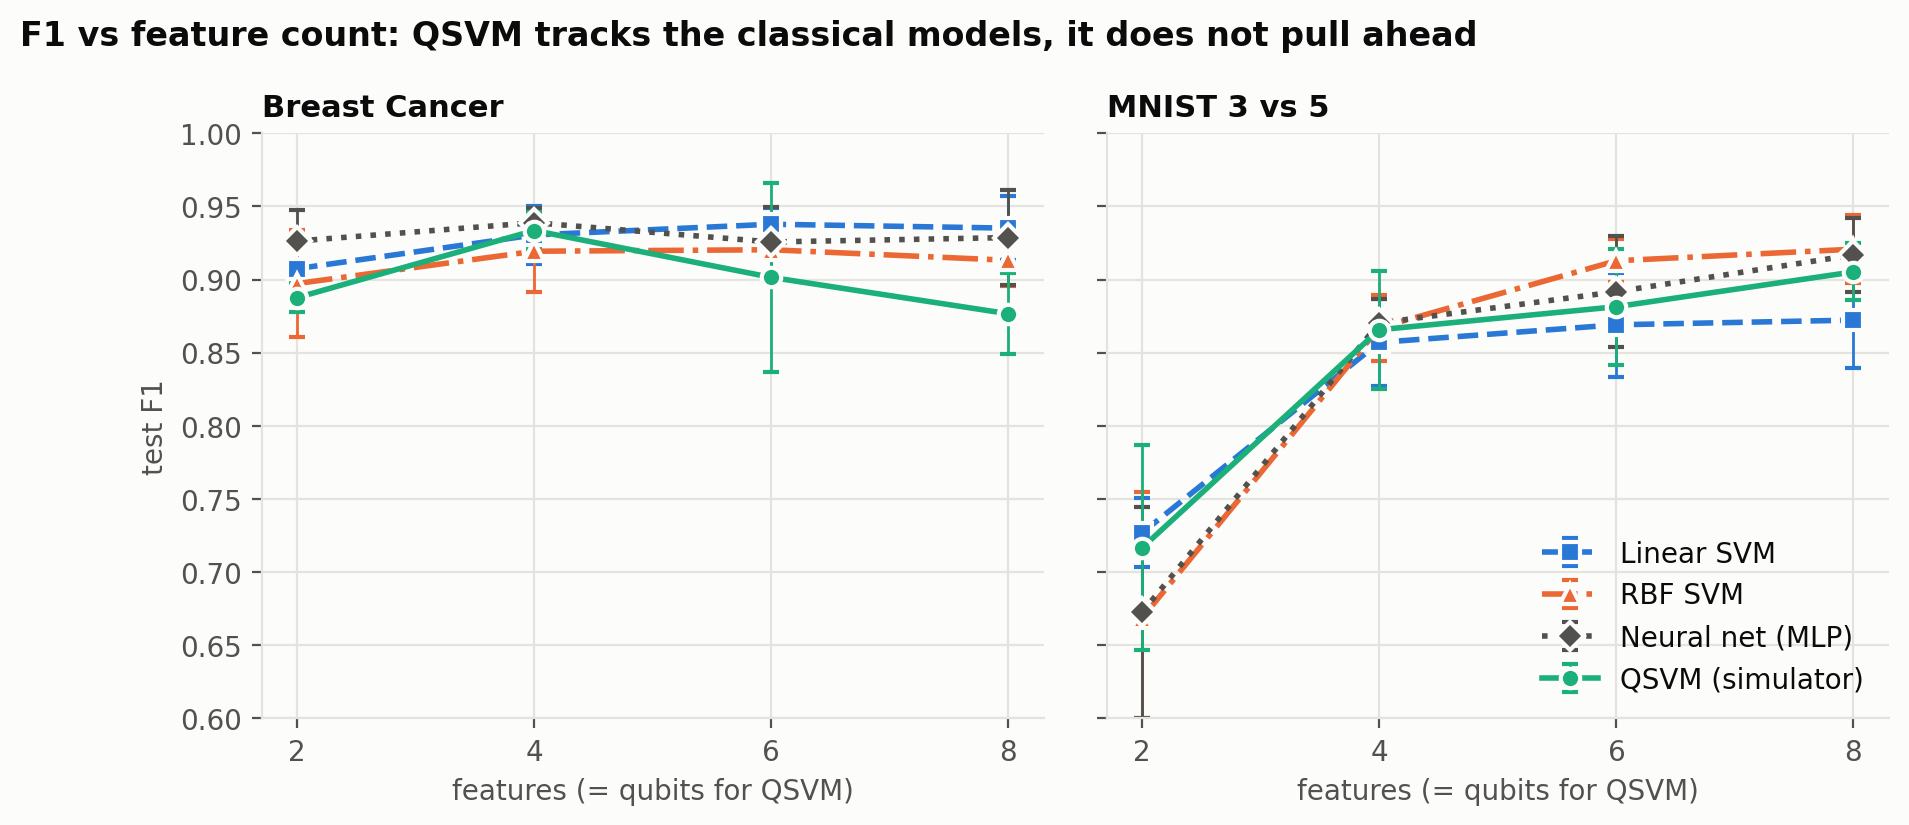 F1 vs feature count: QSVM tracks the classical models, it does not pull ahead
Breast Cancer
MNIST 3 vs 5
1.00
0.95
0.90
0.85
0.80
0.75
0.70
0.65
0.60
test F1
2 4 6 8
2 4 6 8
features (= qubits for QSVM)
features (= qubits for QSVM)
Linear SVM
RBF SVM
Neural net (MLP)
QSVM (simulator)